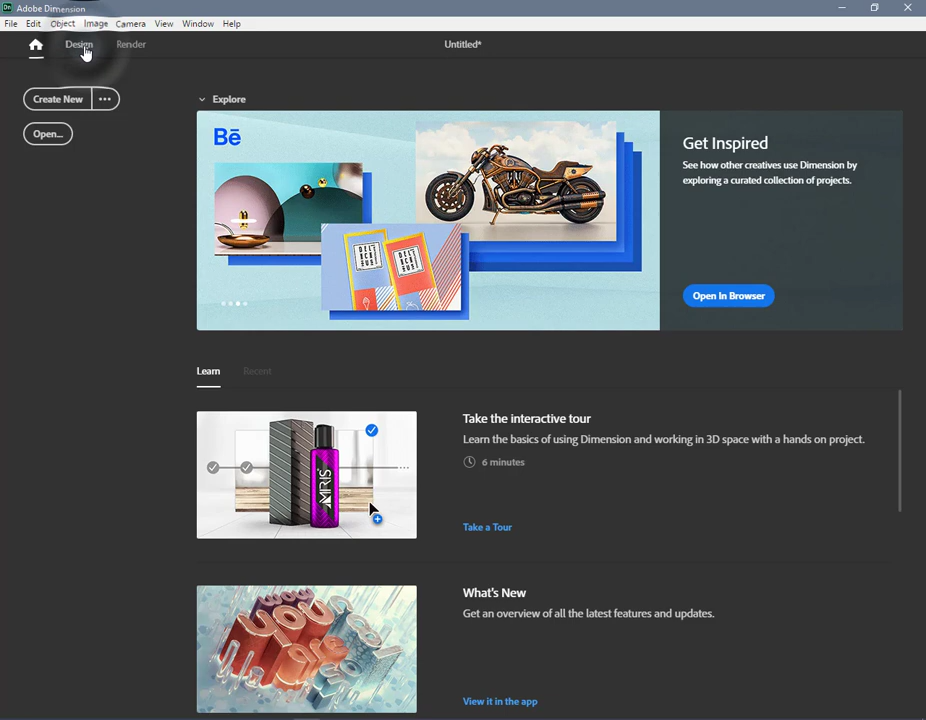 Dn Adobe Dimension
File Edit Object Image Camera View Window Help
Design Render Untitled*
Create New ...
Open...
Explore
Bē
Get Inspired
See how other creatives use Dimension by
exploring a curated collection of projects.
Open in Browser
Learn Recent
MRIS
Take the interactive tour
Learn the basics of using Dimension and working in 3D space with a hands on project.
6 minutes
Take a Tour
wow
you
What's New
Get an overview of all the latest features and updates.
View it in the app